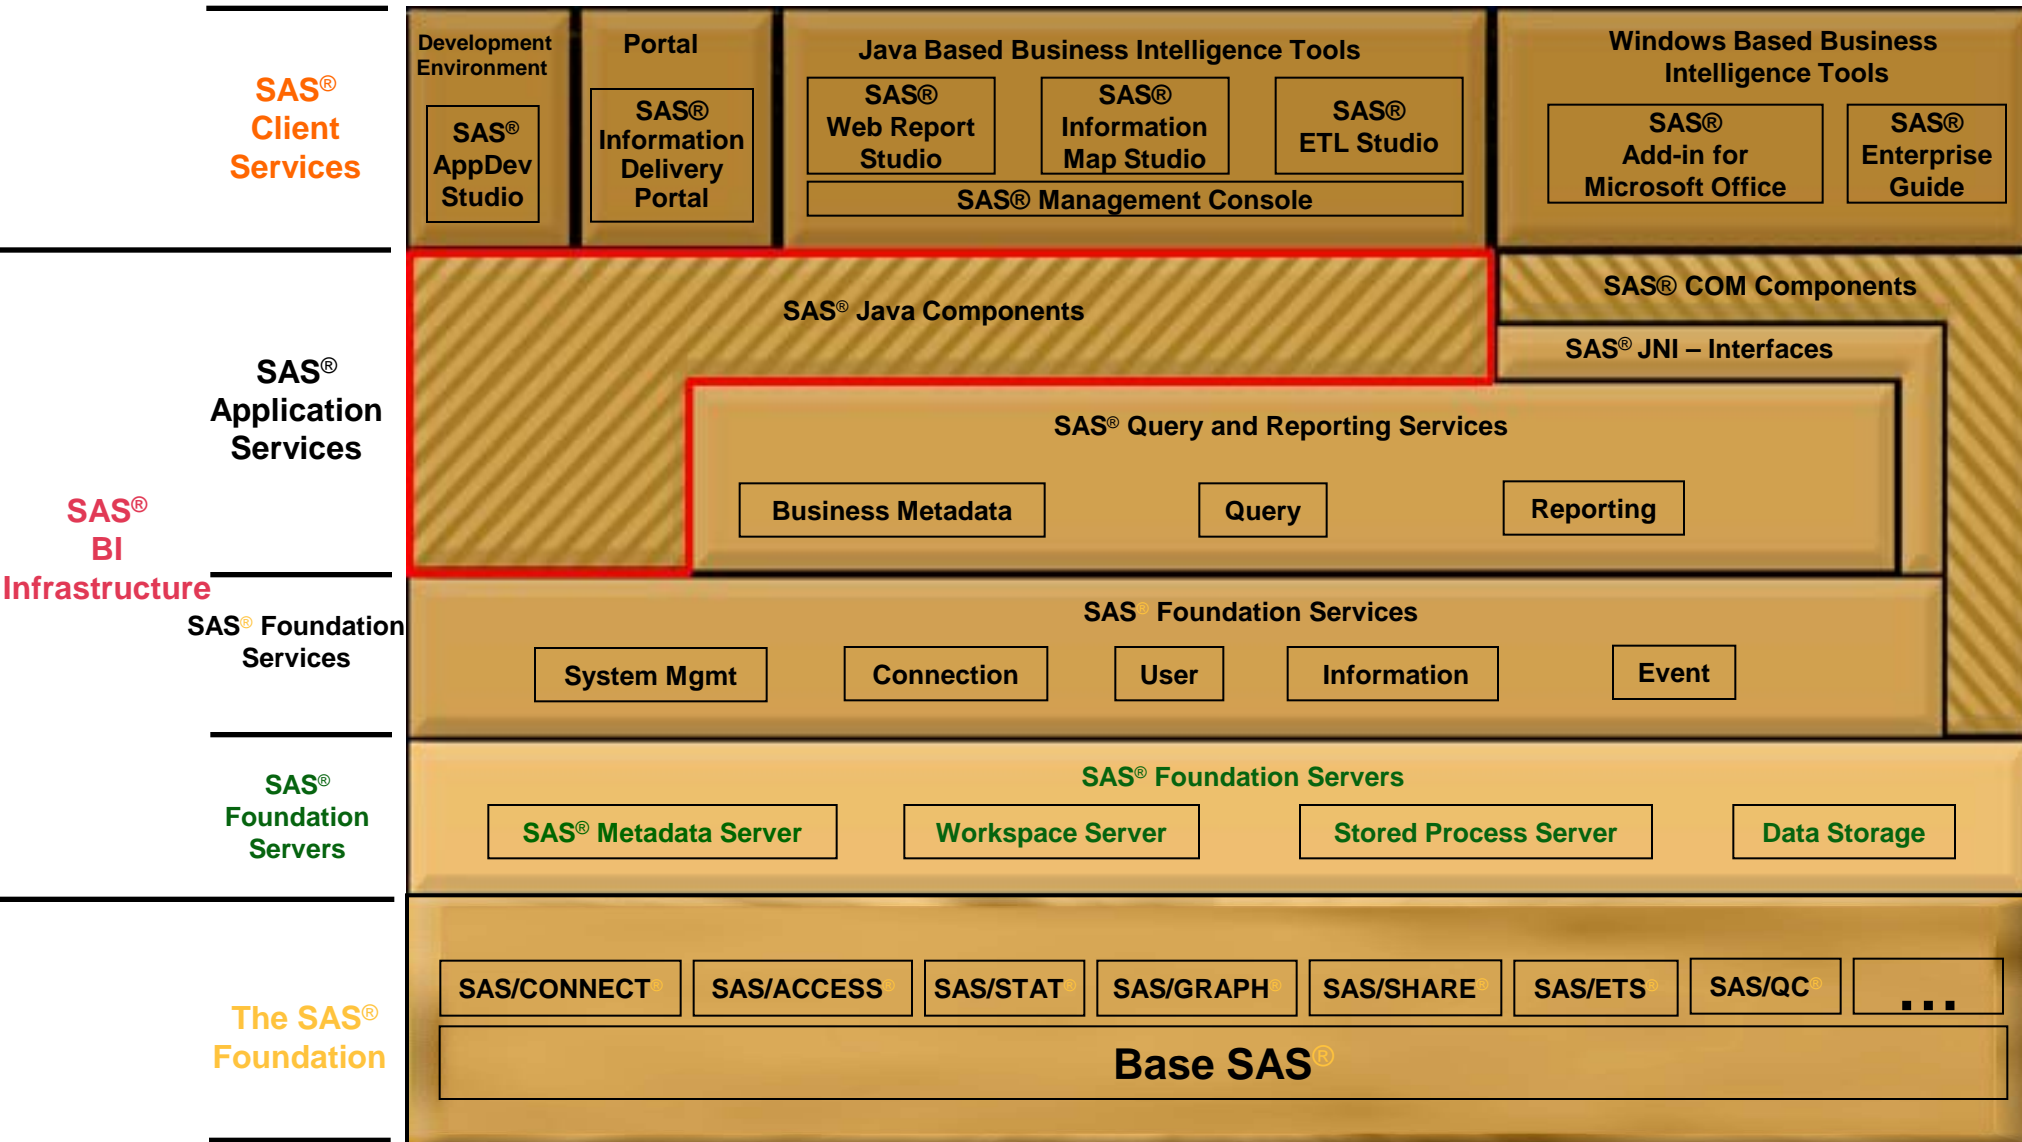 SAS®
Client
Services
Development
Environment
SAS®
AppDev
Studio
Portal
SAS®
Information
Delivery
Portal
Java Based Business Intelligence Tools
SAS®
Web Report
Studio
SAS®
Information
Map Studio
SAS®
ETL Studio
SAS® Management Console
Windows Based Business
Intelligence Tools
SAS®
Add-in for
Microsoft Office
SAS®
Enterprise
Guide
SAS®
BI
Infrastructure
SAS®
Application
Services
SAS® Java Components
SAS® COM Components
SAS® JNI – Interfaces
SAS® Query and Reporting Services
Business Metadata
Query
Reporting
SAS® Foundation
Services
SAS® Foundation Services
System Mgmt
Connection
User
Information
Event
SAS®
Foundation
Servers
SAS® Foundation Servers
SAS® Metadata Server
Workspace Server
Stored Process Server
Data Storage
The SAS®
Foundation
SAS/CONNECT®
SAS/ACCESS®
SAS/STAT®
SAS/GRAPH®
SAS/SHARE®
SAS/ETS®
SAS/QC®
...
Base SAS®